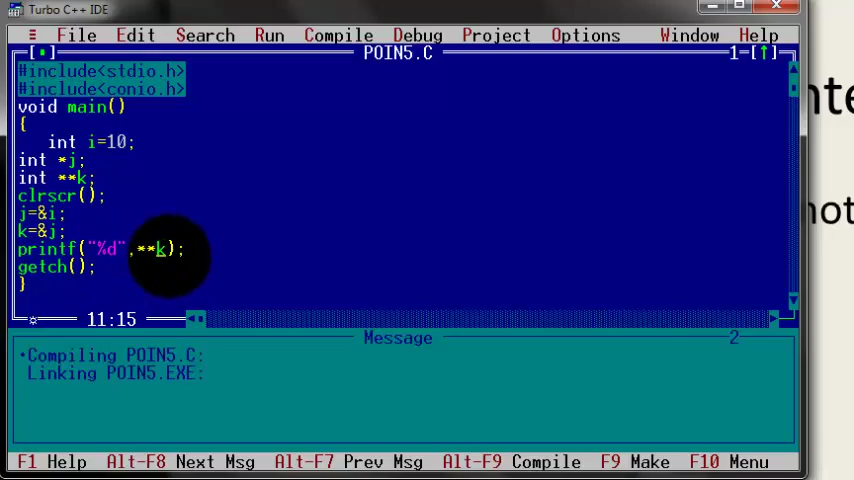 Turbo C++ IDE
≡ File Edit Search Run Compile Debug Project Options Window Help
[▪] POIN5.C 1=[↑]
#include<stdio.h>
#include<conio.h>
void main()
{
int i=10;
int *j;
int **k;
clrscr();
j=&i;
k=&j;
printf("%d",**k);
getch();
}
11:15
nte
not
Message 2
•Compiling POIN5.C:
Linking POIN5.EXE:
F1 Help Alt-F8 Next Msg Alt-F7 Prev Msg Alt-F9 Compile F9 Make F10 Menu